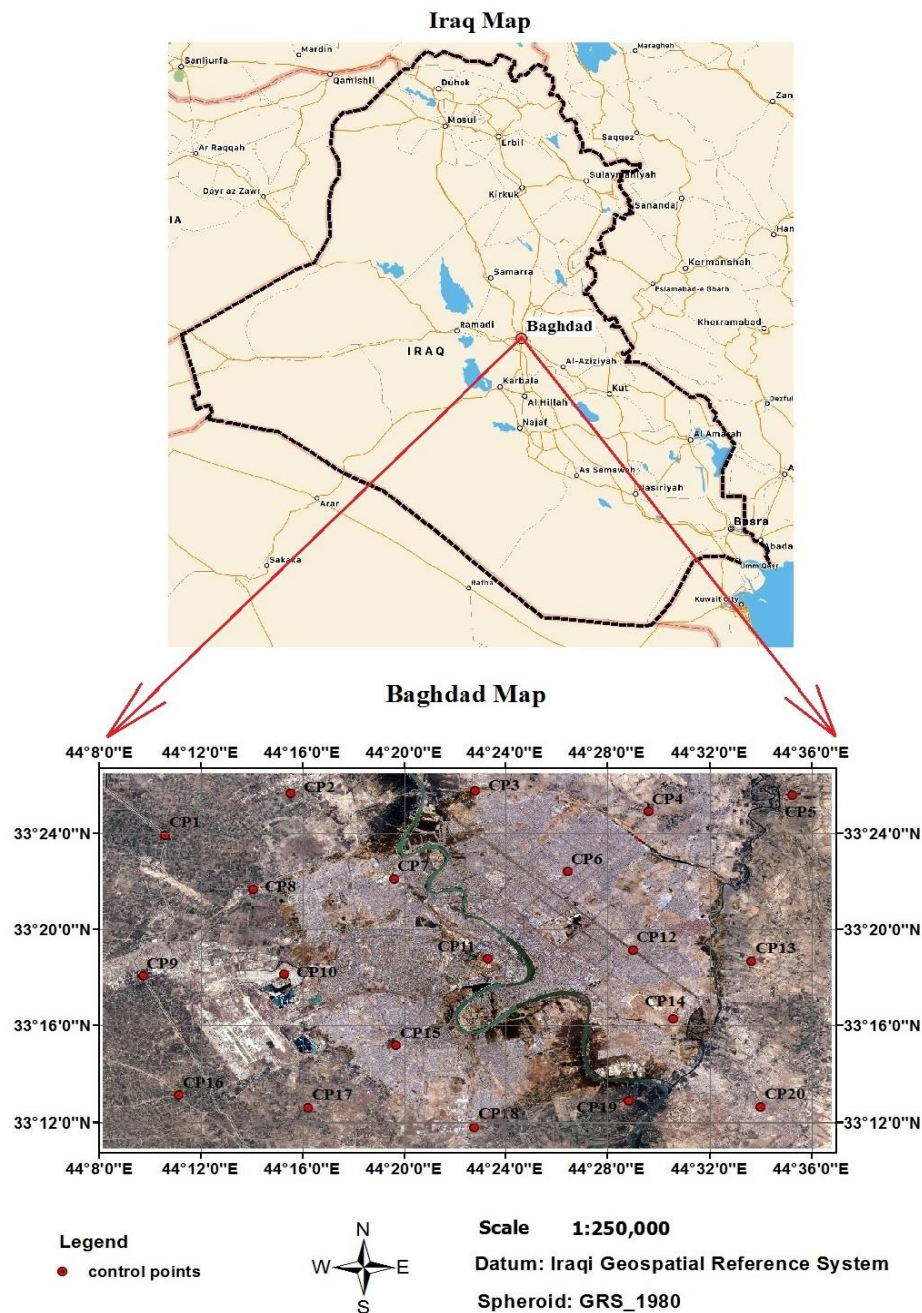 Iraq Map
Maragheh
Mardin
Sanliurfa
Qamishli
Duhok
Zan
Mosul
Erbil
Saqqez
Ar Raqqah
Sulaymaniyah
Dayr az Zawr
Kirkuk
Sanandaj
IA
Ham
Kermanshah
Samarra
Eslamabad-e Gharb
Baghdad
Khorramabad
Ramadi
IRAQ
Al-Aziziyah
Karbala
Kut
Al Hillah
Dezful
Najaf
Al Amarah
As Samawah
A
Nasiriyah
Arar
Basra
Abada
Sakaka
Umm Qasr
Rafha
Kuwait City
Baghdad Map
44°8'0"E 44°12'0"E 44°16'0"E 44°20'0"E 44°24'0"E 44°28'0"E 44°32'0"E 44°36'0"E
CP2 CP3 CP4 CP5
33°24'0"N CP1 33°24'0"N
CP7 CP6
CP8
33°20'0"N 33°20'0"N
CP11 CP12 CP13
CP9 CP10
CP14
33°16'0"N 33°16'0"N
CP15
CP16 CP17 CP19 CP20
33°12'0"N CP18 33°12'0"N
44°8'0"E 44°12'0"E 44°16'0"E 44°20'0"E 44°24'0"E 44°28'0"E 44°32'0"E 44°36'0"E
Legend
control points
N
W E
S
Scale 1:250,000
Datum: Iraqi Geospatial Reference System
Spheroid: GRS_1980